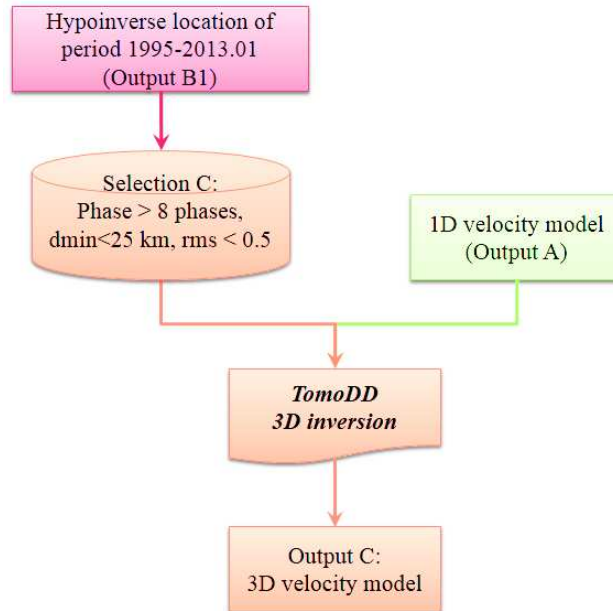 Hypoinverse location of
period 1995-2013.01
(Output B1)
Selection C:
Phase > 8 phases,
dmin<25 km, rms < 0.5
1D velocity model
(Output A)
TomoDD
3D inversion
Output C:
3D velocity model